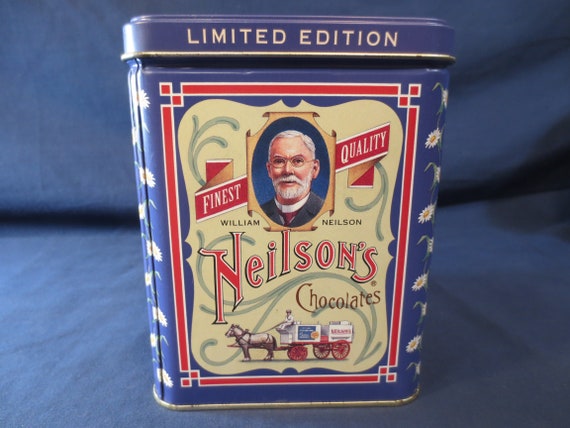 LIMITED EDITION
FINEST QUALITY
WILLIAM NEILSON
Neilson's
Chocolates®